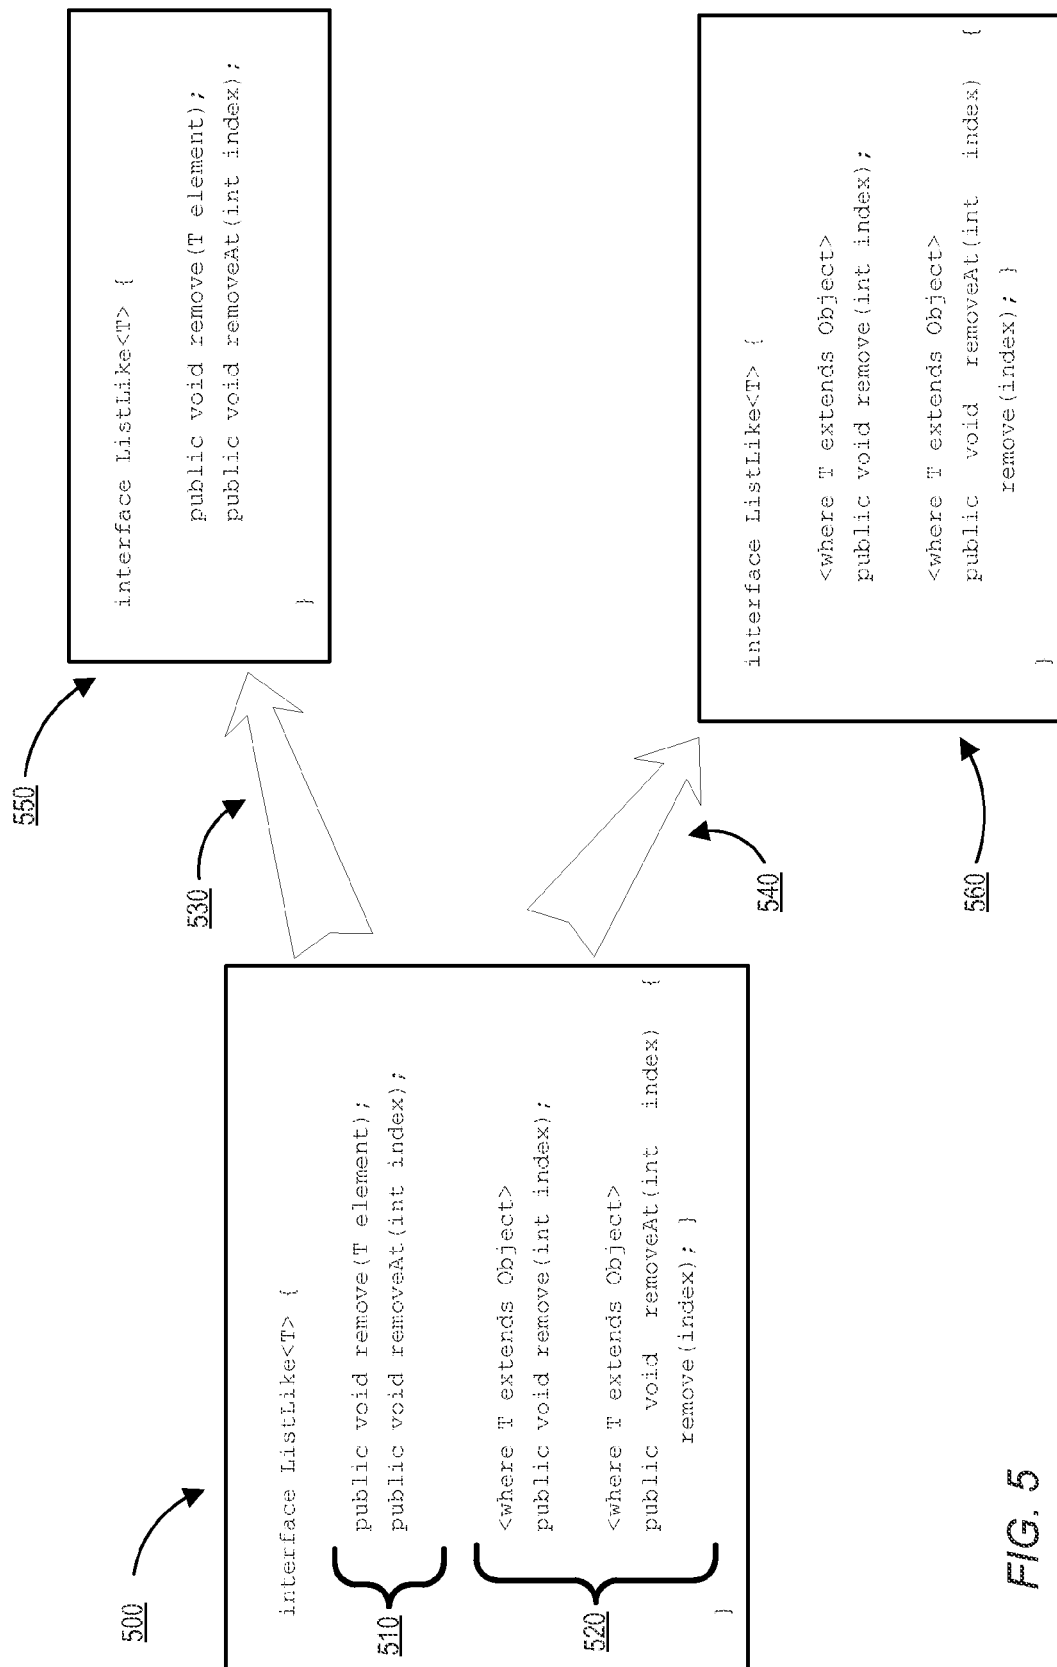 500
interface ListLike<T> {
510
public void remove(T element);
public void removeAt(int index);
520
<where T extends Object>
public void remove(int index);
<where T extends Object>
public void removeAt(int index) {
remove(index); }
}
530
540
550
interface ListLike<T> {
public void remove(T element);
public void removeAt(int index);
}
560
interface ListLike<T> {
<where T extends Object>
public void remove(int index);
<where T extends Object>
public void removeAt(int index) {
remove(index); }
}
FIG. 5